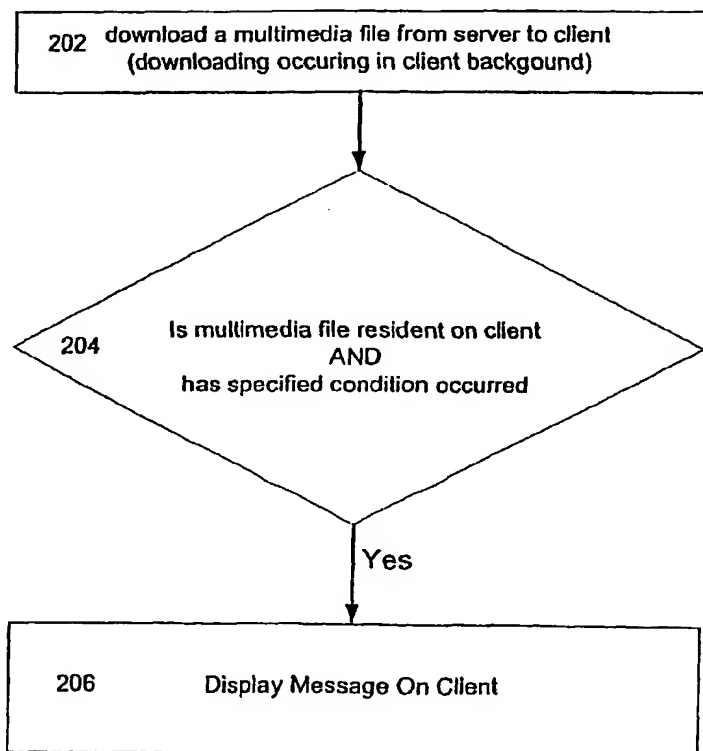 202 download a multimedia file from server to client
(downloading occuring in client backgound)
204 Is multimedia file resident on client
AND
has specified condition occurred
Yes
206 Display Message On Client